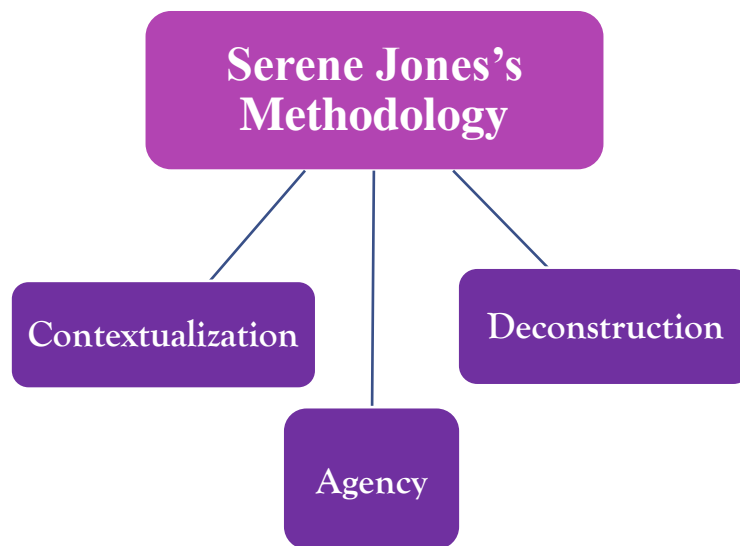 Serene Jones’s
Methodology
Contextualization
Deconstruction
Agency